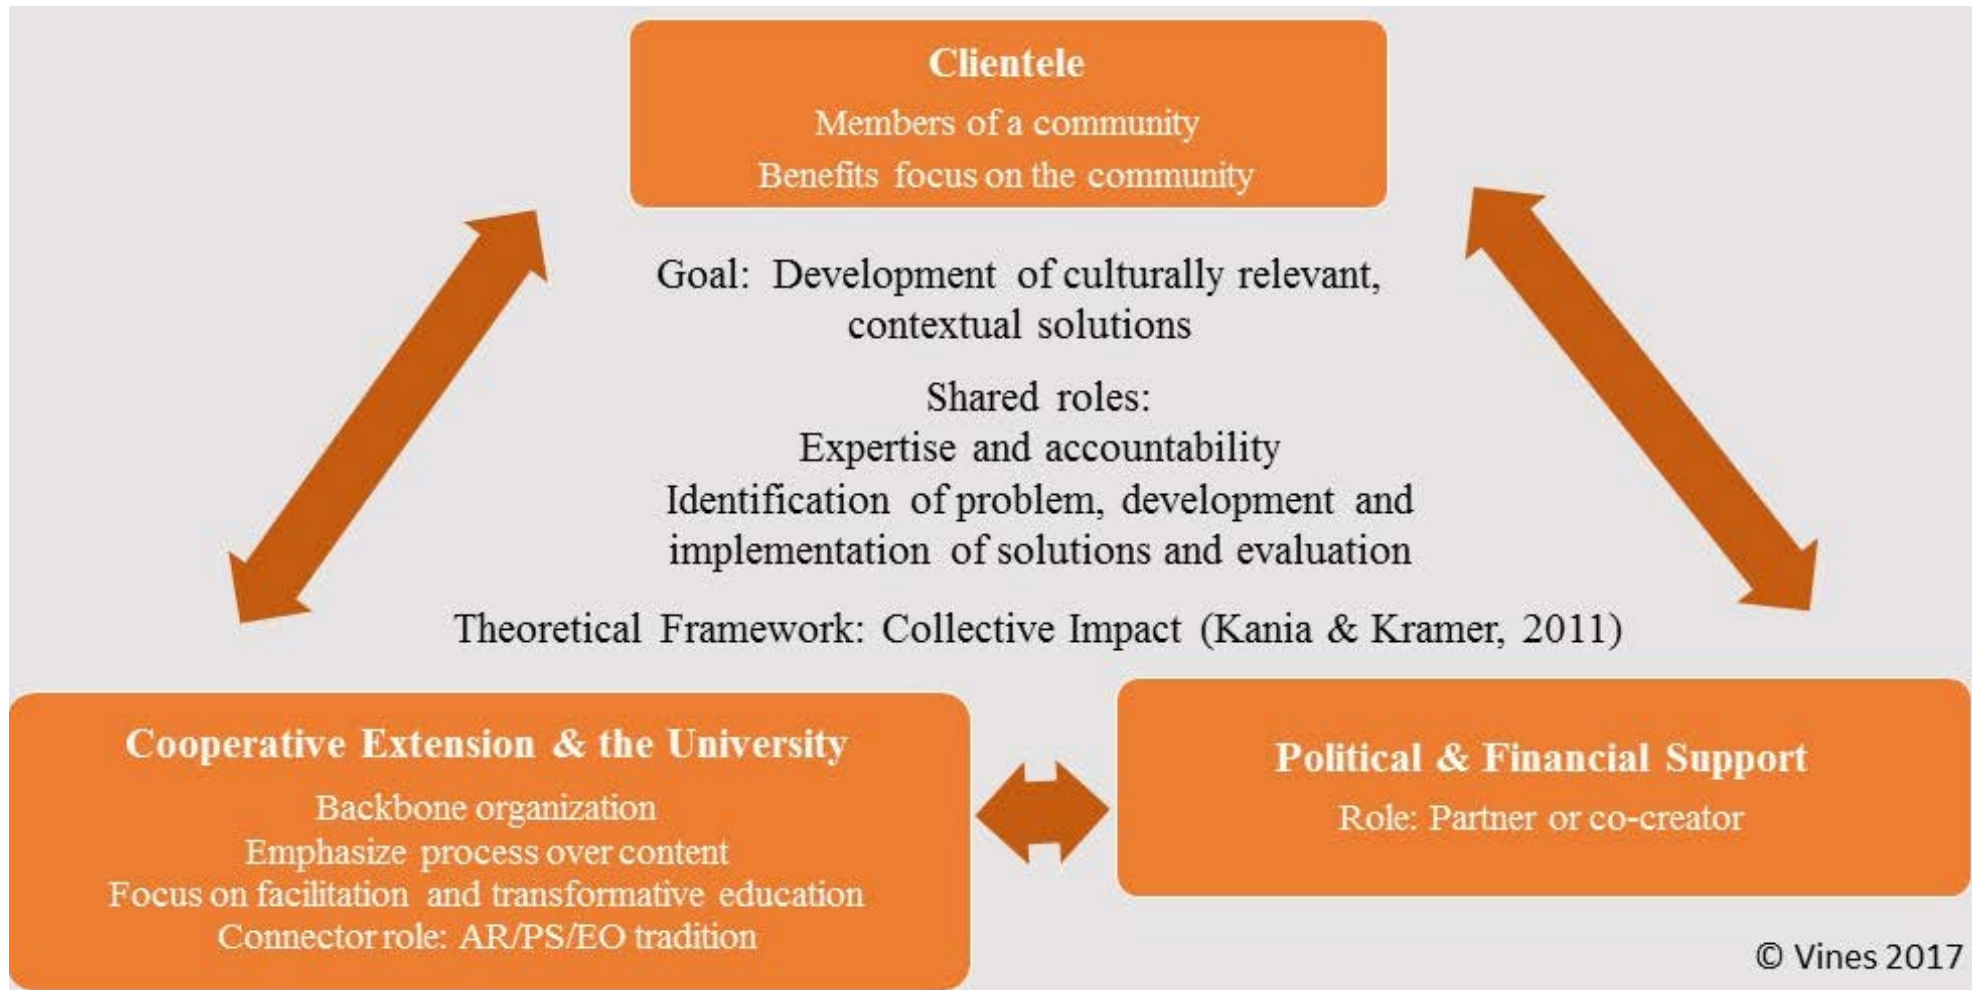 Clientele
Members of a community
Benefits focus on the community
Goal: Development of culturally relevant,
contextual solutions
Shared roles:
Expertise and accountability
Identification of problem, development and
implementation of solutions and evaluation
Theoretical Framework: Collective Impact (Kania & Kramer, 2011)
Cooperative Extension & the University
Backbone organization
Emphasize process over content
Focus on facilitation and transformative education
Connector role: AR/PS/EO tradition
Political & Financial Support
Role: Partner or co-creator
© Vines 2017